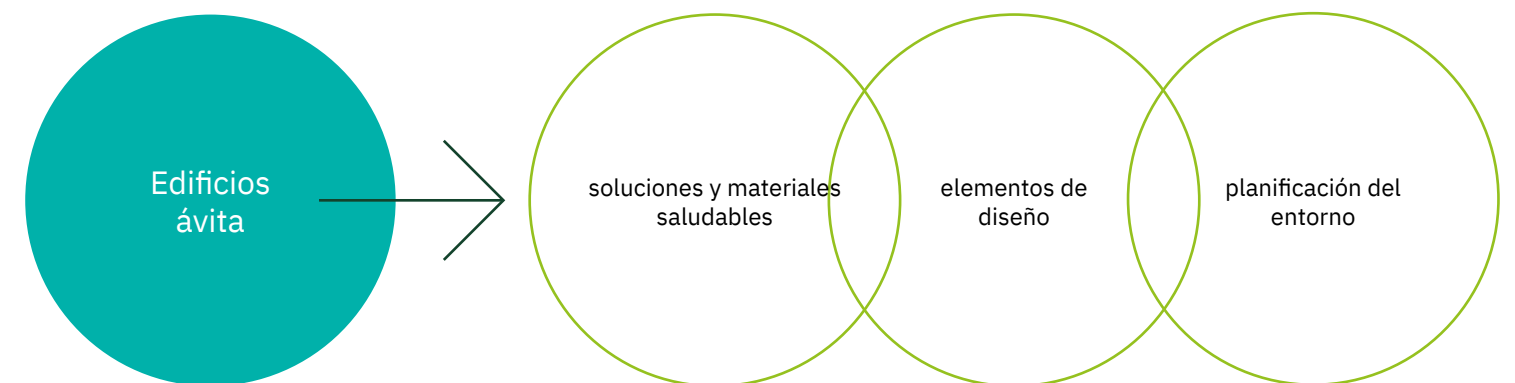 Edificios
ávita
soluciones y materiales
saludables
elementos de
diseño
planificación del
entorno